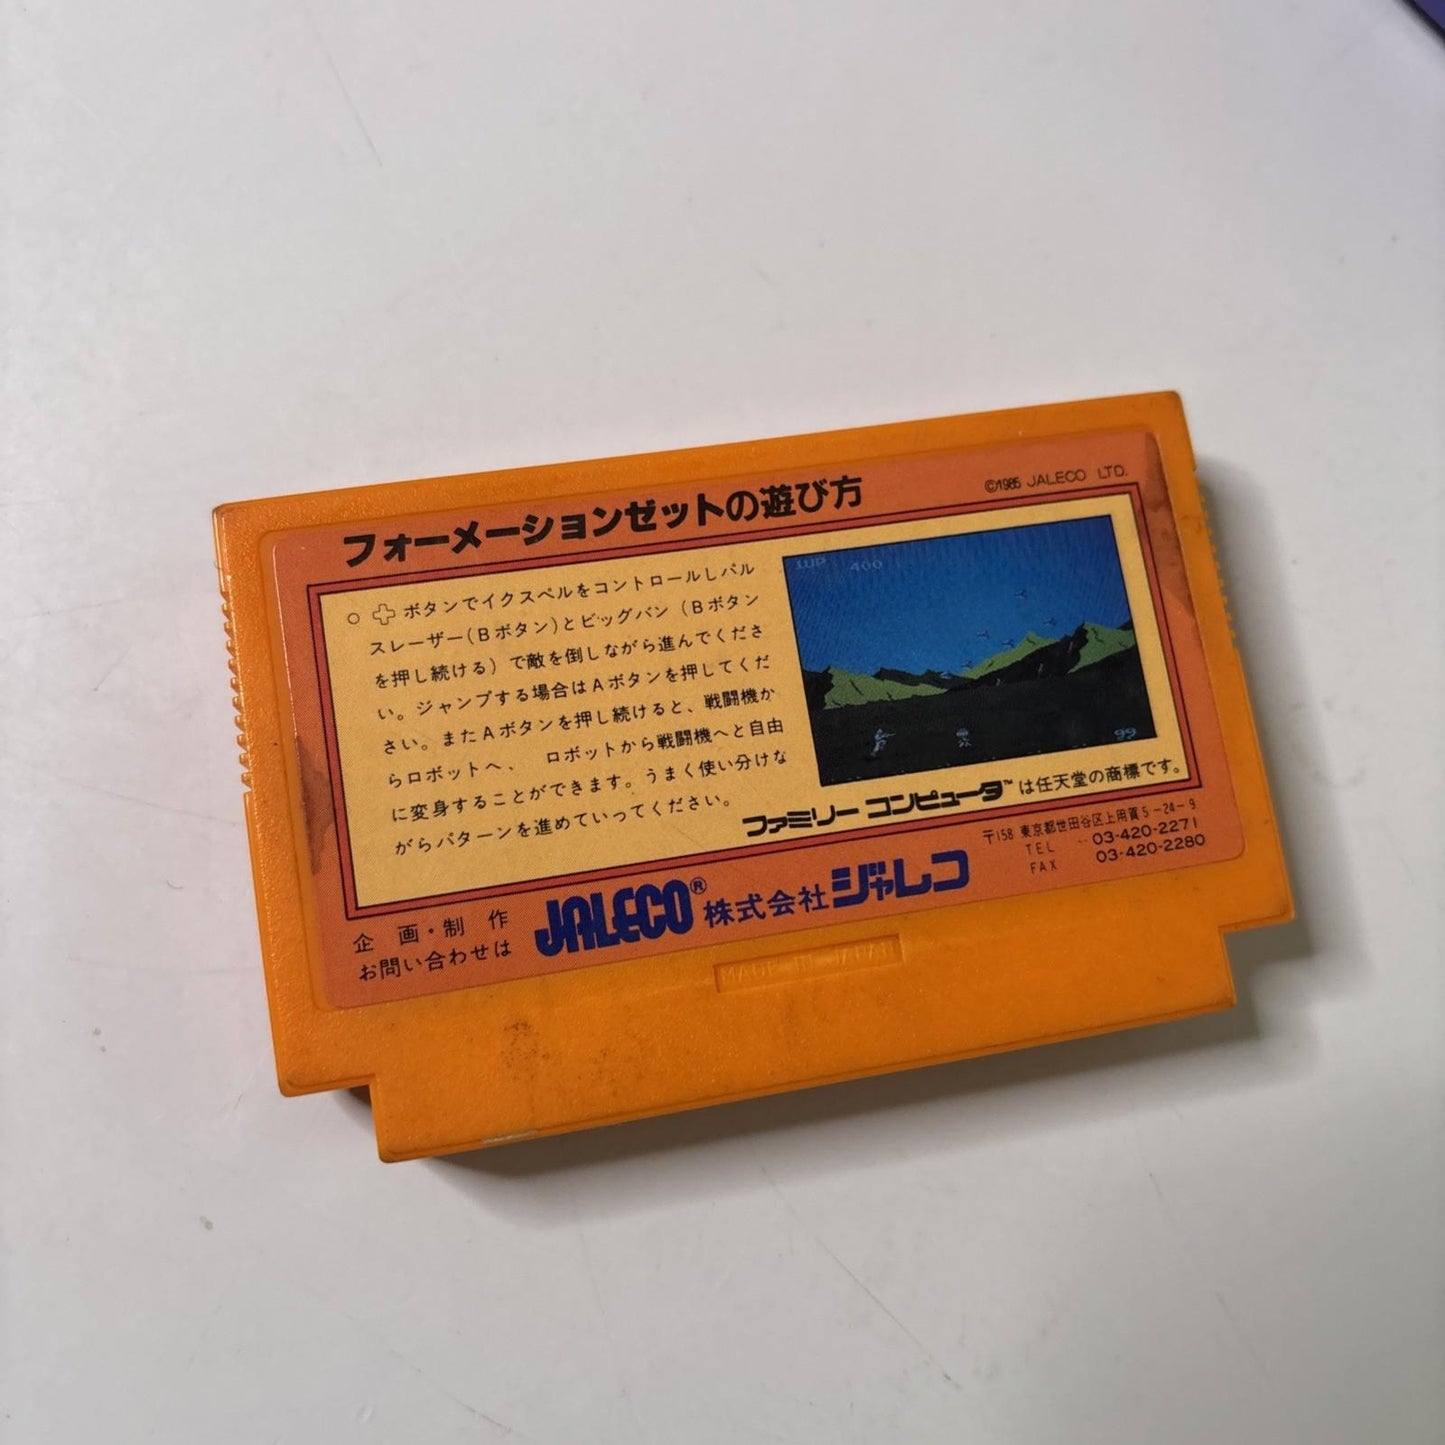 フォーメーションゼットの遊び方
©1985 JALECO LTD.
○ ボタンでイクスペルをコントロールしパル
スレーザー(Bボタン)とビッグバン(Bボタン
を押し続ける)で敵を倒しながら進んでくださ
い。ジャンプする場合はAボタンを押してくだ
さい。またAボタンを押し続けると、戦闘機か
らロボットへ、 ロボットから戦闘機へと自由
に変身することができます。うまく使い分けな
がらパターンを進めていってください。
1UP 400
99
ファミリー コンピュータ™は任天堂の商標です。
企 画・制 作
お問い合わせは
JALECO® 株式会社ジャレコ
〒158 東京都世田谷区上用賀5-24-9
TEL 03-420-2271
FAX 03-420-2280
MADE IN JAPAN